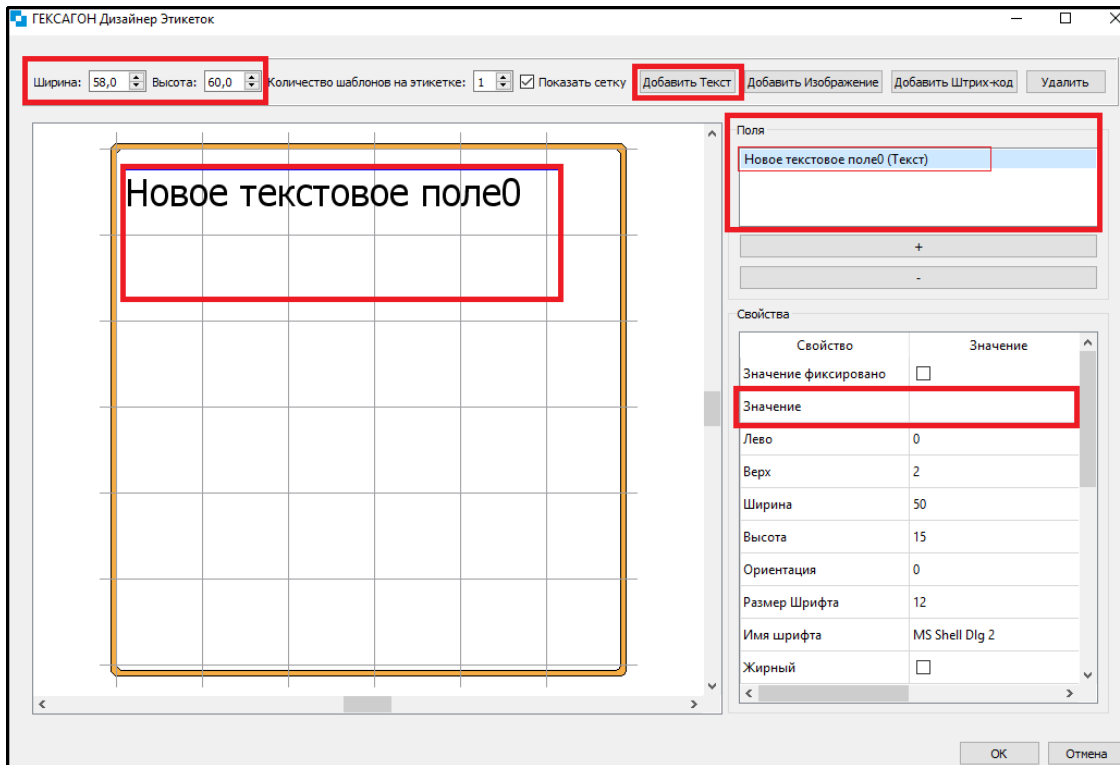 ГЕКСАГОН Дизайнер Этикеток
Ширина: 58,0 Высота: 60,0 Количество шаблонов на этикетке: 1 Показать сетку Добавить Текст Добавить Изображение Добавить Штрих-код Удалить
Новое текстовое поле0
Поля
Новое текстовое поле0 (Текст)
+
-
Свойства
Свойство Значение
Значение фиксировано
Значение
Лево 0
Верх 2
Ширина 50
Высота 15
Ориентация 0
Размер Шрифта 12
Имя шрифта MS Shell Dlg 2
Жирный
ОК Отмена